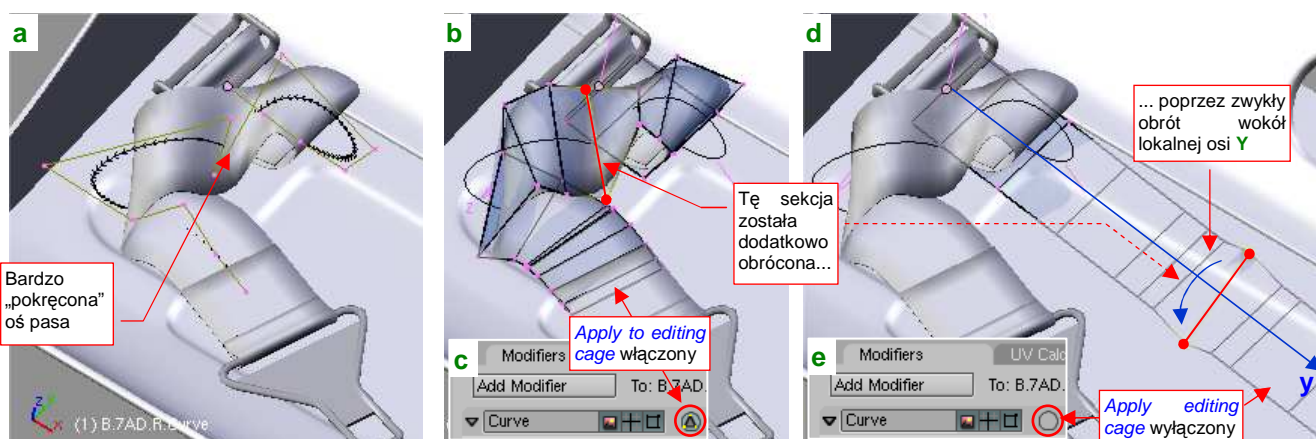 a
Bardzo
„pokręcona”
oś pasa
(1) B.7AD.R.Curve
b
Tę sekcja
została
dodatkowo
obrócona...
Apply to editing
cage włączony
c
Modifiers
Add Modifier
To: B.7AD.
Curve
d
... poprzez zwykły
obrót wokół
lokalnej osi Y
y
e
Modifiers
UV Calc
Add Modifier
To: B.7AD.
Curve
Apply editing
cage wyłączony